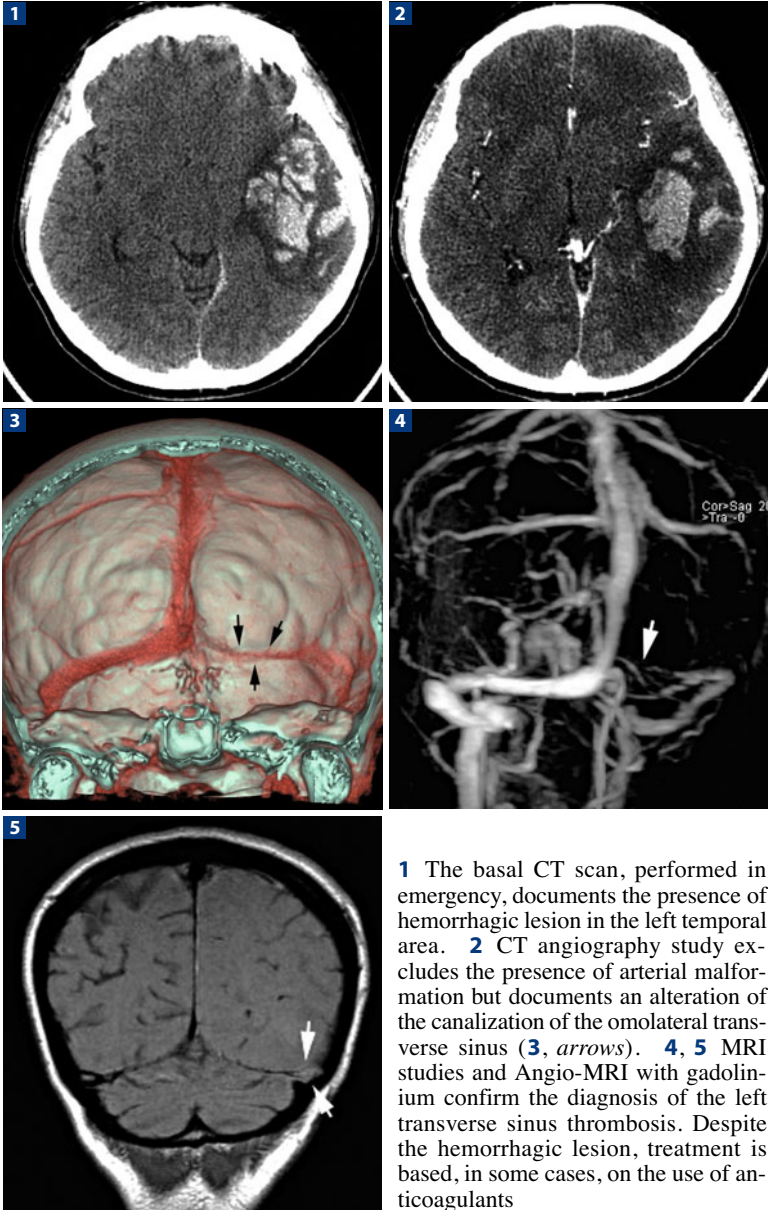 1
2
3
4
Cor>Sag 20
>Tra -0
5
1 The basal CT scan, performed in
emergency, documents the presence of
hemorrhagic lesion in the left temporal
area. 2 CT angiography study ex-
cludes the presence of arterial malfor-
mation but documents an alteration of
the canalization of the omolateral trans-
verse sinus (3, arrows). 4, 5 MRI
studies and Angio-MRI with gadolin-
ium confirm the diagnosis of the left
transverse sinus thrombosis. Despite
the hemorrhagic lesion, treatment is
based, in some cases, on the use of an-
ticoagulants